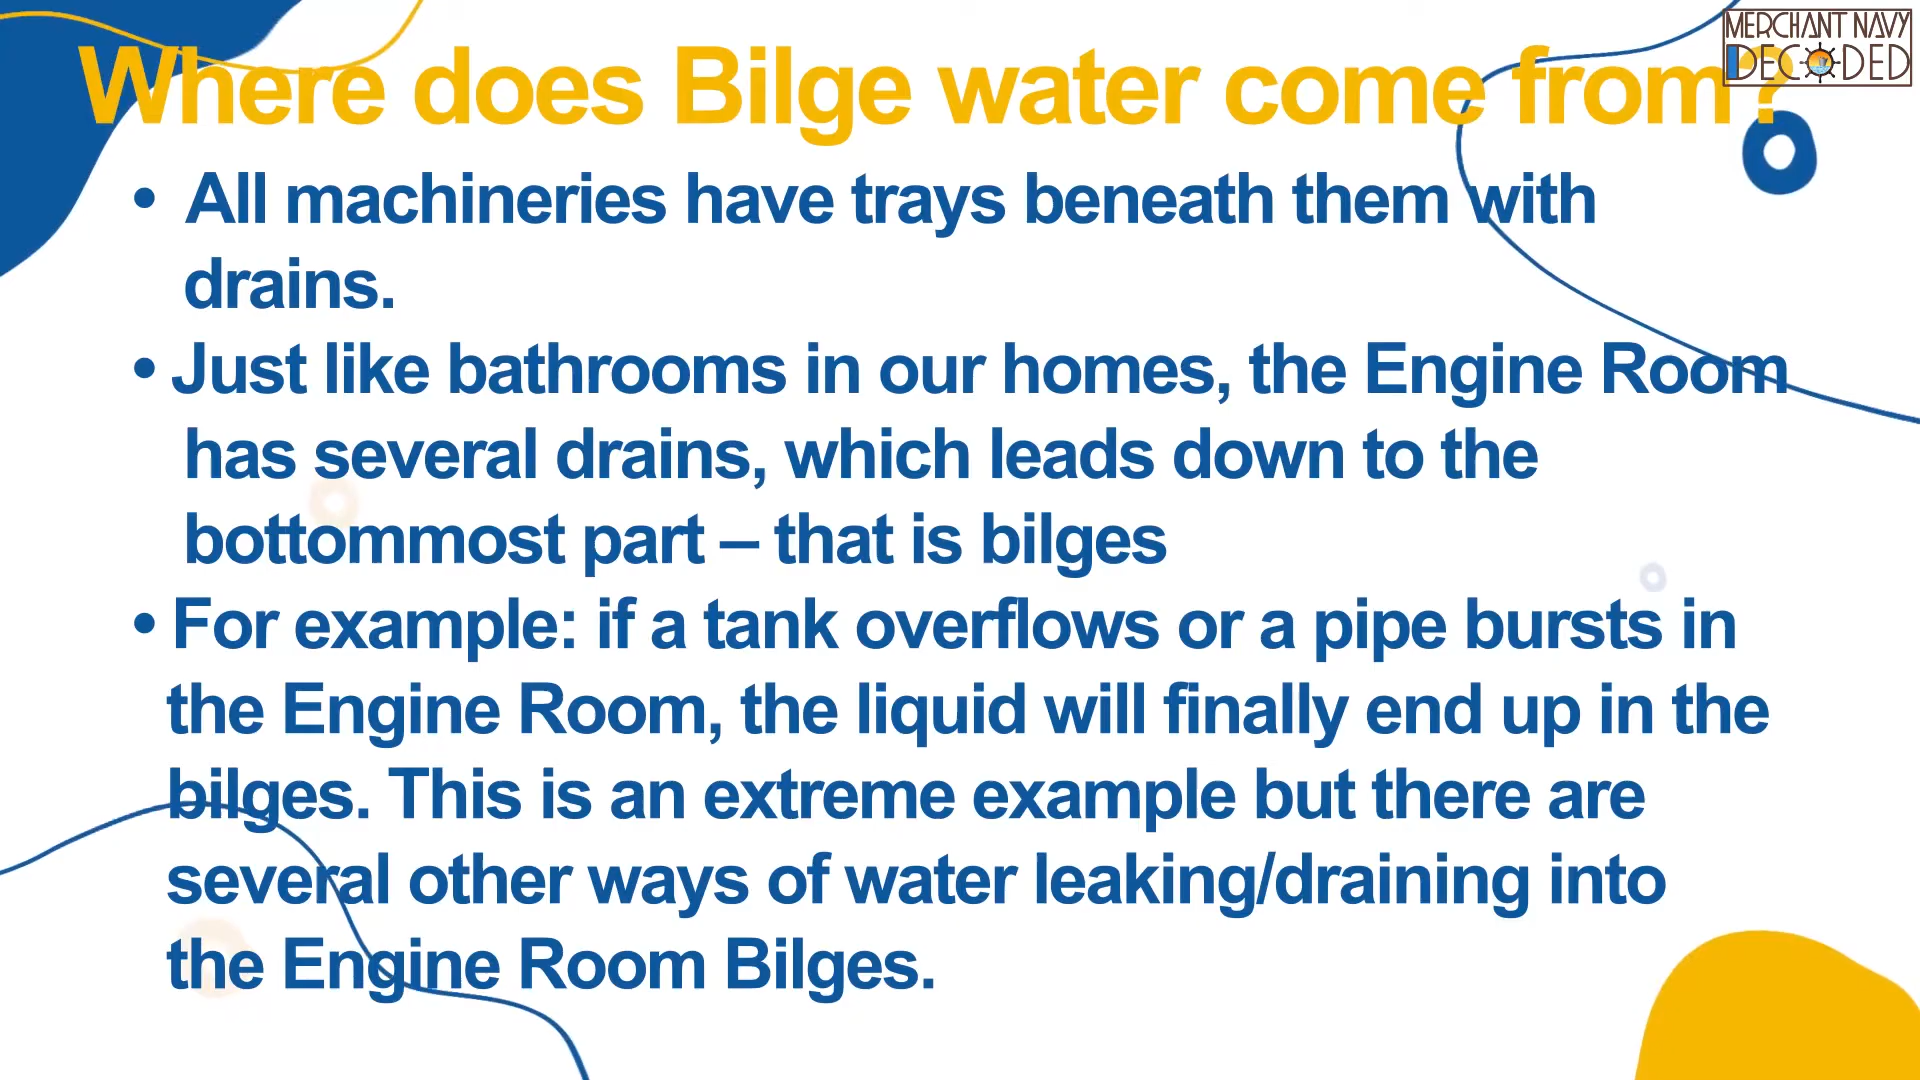 MERCHANT NAVY
DECODED
Where does Bilge water come from?
• All machineries have trays beneath them with
drains.
• Just like bathrooms in our homes, the Engine Room
has several drains, which leads down to the
bottommost part – that is bilges
• For example: if a tank overflows or a pipe bursts in
the Engine Room, the liquid will finally end up in the
bilges. This is an extreme example but there are
several other ways of water leaking/draining into
the Engine Room Bilges.